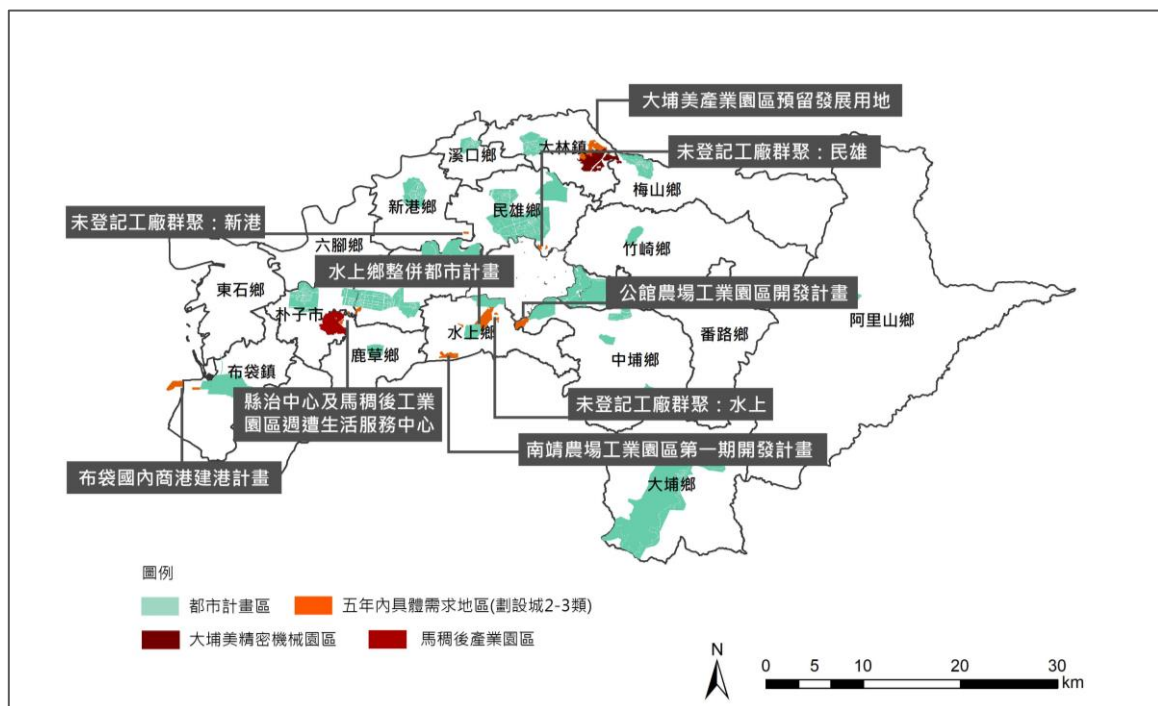 大埔美產業園區預留發展用地
大林鎮
溪口鄉
未登記工廠群聚：民雄
梅山鄉
新港鄉
民雄鄉
未登記工廠群聚：新港
六腳鄉
竹崎鄉
水上鄉整併都市計畫
東石鄉
公館農場工業園區開發計畫
朴子市
阿里山鄉
水上鄉
番路鄉
鹿草鄉
中埔鄉
布袋鎮
縣治中心及馬稠後工業
園區週遭生活服務中心
未登記工廠群聚：水上
南靖農場工業園區第一期開發計畫
布袋國內商港建港計畫
大埔鄉
圖例
都市計畫區
五年內具體需求地區(劃設城2-3類)
大埔美精密機械園區
馬稠後產業園區
N
0 5 10 20 30
km